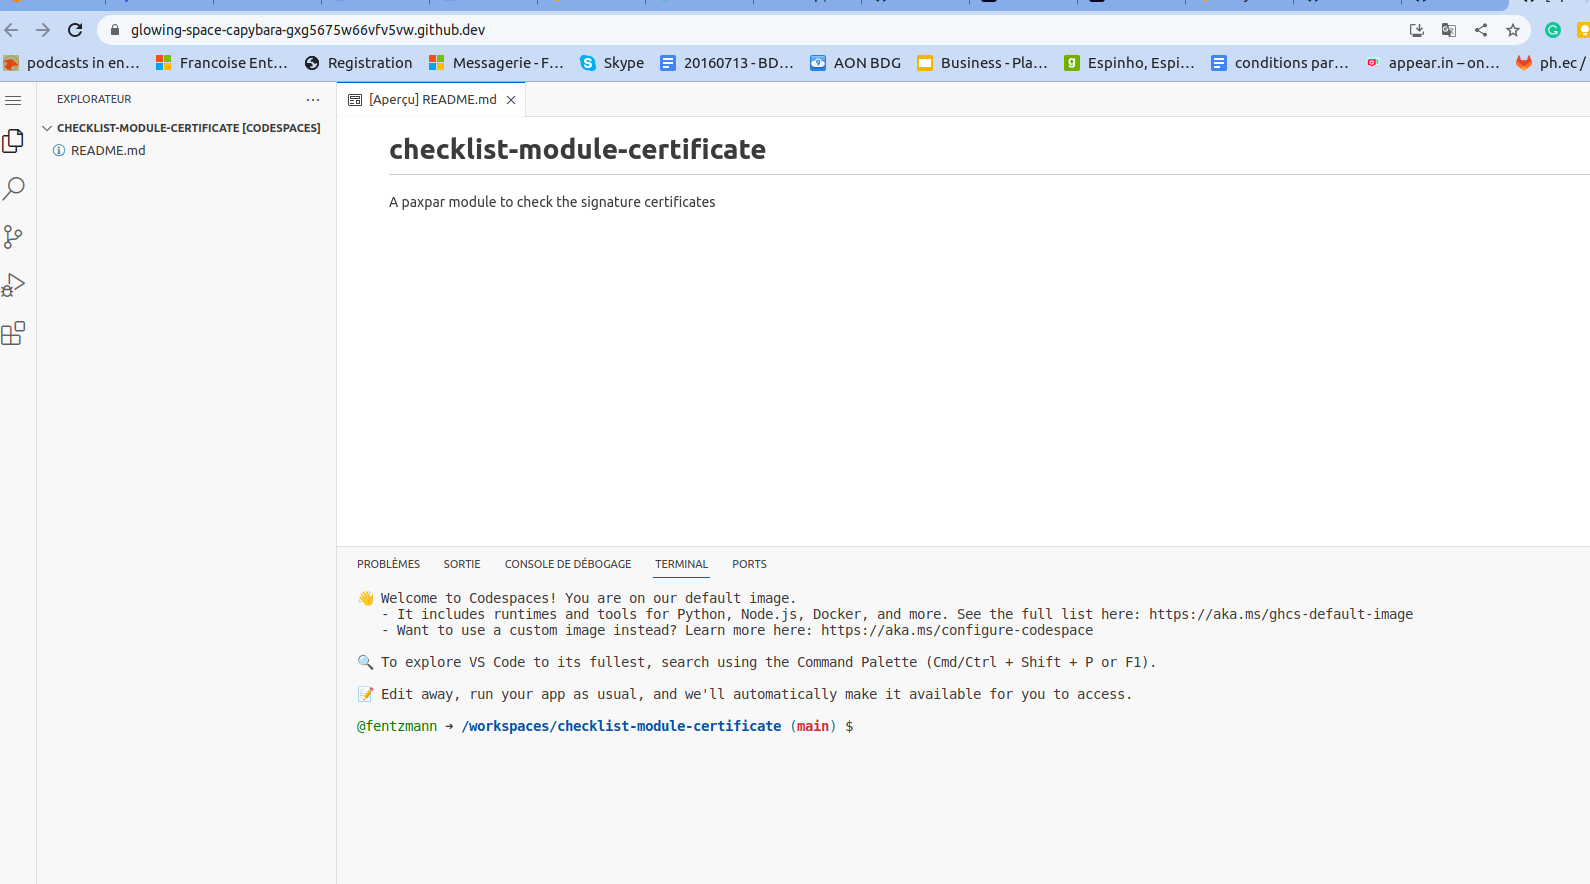 glowing-space-capybara-gxg5675w66vfv5vw.github.dev
podcasts in en… Francoise Ent… Registration Messagerie - F… Skype 20160713 - BD… AON BDG Business - Pla… Espinho, Espi… conditions par… appear.in – on… ph.ec /
EXPLORATEUR
CHECKLIST-MODULE-CERTIFICATE [CODESPACES]
README.md
[Aperçu] README.md
checklist-module-certificate
A paxpar module to check the signature certificates
PROBLÈMES SORTIE CONSOLE DE DÉBOGAGE TERMINAL PORTS
👋 Welcome to Codespaces! You are on our default image.
- It includes runtimes and tools for Python, Node.js, Docker, and more. See the full list here: https://aka.ms/ghcs-default-image
- Want to use a custom image instead? Learn more here: https://aka.ms/configure-codespace
🔍 To explore VS Code to its fullest, search using the Command Palette (Cmd/Ctrl + Shift + P or F1).
📝 Edit away, run your app as usual, and we'll automatically make it available for you to access.
@fentzmann ➜ /workspaces/checklist-module-certificate (main) $